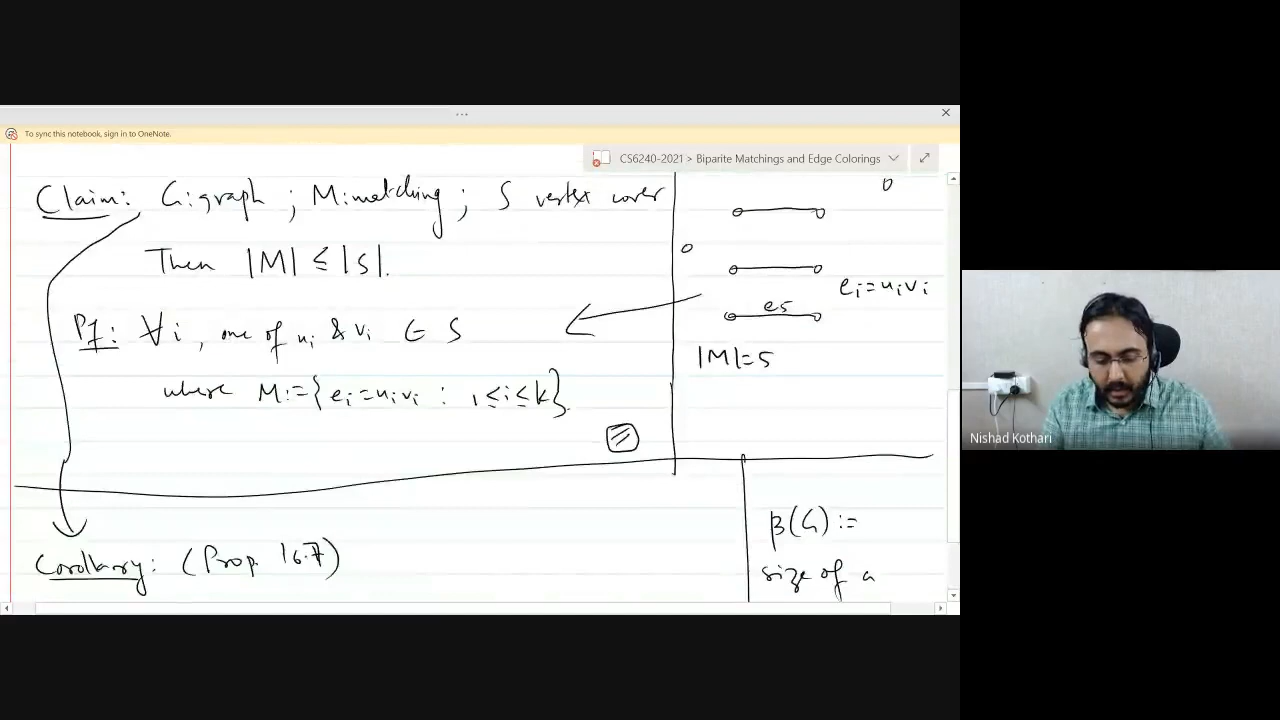 To sync this notebook, sign in to OneNote.
CS6240-2021 > Biparite Matchings and Edge Colorings
Claim: G:graph ; M:matching ; S vertex cover
Then |M| ≤ |S|.
Pf: ∀i, one of ui & vi ∈ S
where M:={ei=uivi : 1≤i≤k}.
ei=uivi
e5
|M|=5
Corollary: (Prop. 16.7)
β(G):=
size of a
Nishad Kothari